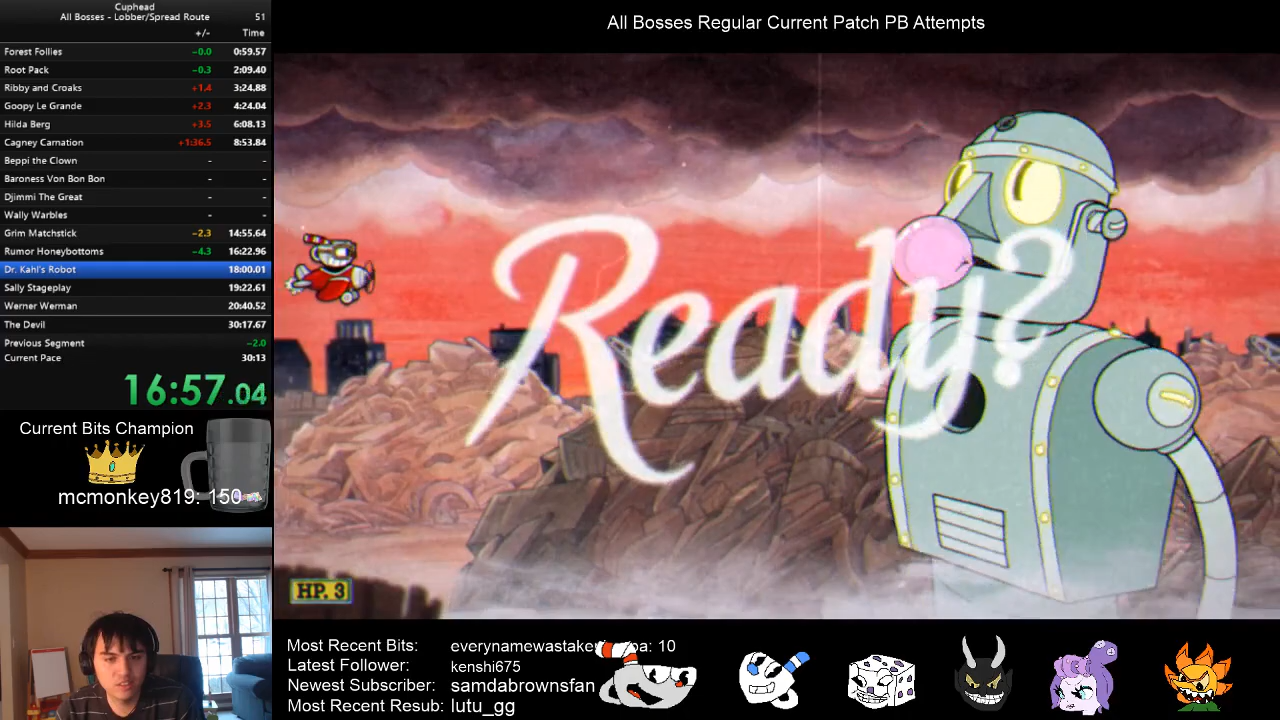 Cuphead
All Bosses - Lobber/Spread Route 51
+/- Time
Forest Follies -0.0 0:59.57
Root Pack -0.3 2:09.40
Ribby and Croaks +1.4 3:24.88
Goopy Le Grande +2.3 4:24.04
Hilda Berg +3.5 6:08.13
Cagney Carnation +1:36.5 8:53.84
Beppi the Clown - -
Baroness Von Bon Bon - -
Djimmi The Great - -
Wally Warbles - -
Grim Matchstick -2.3 14:55.64
Rumor Honeybottoms -4.3 16:22.96
Dr. Kahl's Robot 18:00.01
Sally Stageplay 19:22.61
Werner Werman 20:40.52
The Devil 30:17.67
Previous Segment -2.0
Current Pace 30:13
16:57.04
Current Bits Champion
mcmonkey819: 150
All Bosses Regular Current Patch PB Attempts
Ready?
HP. 3
Most Recent Bits: pa: 10
Latest Follower: kenshi675
Newest Subscriber: samdabrownsfan
Most Recent Resub: lutu_gg